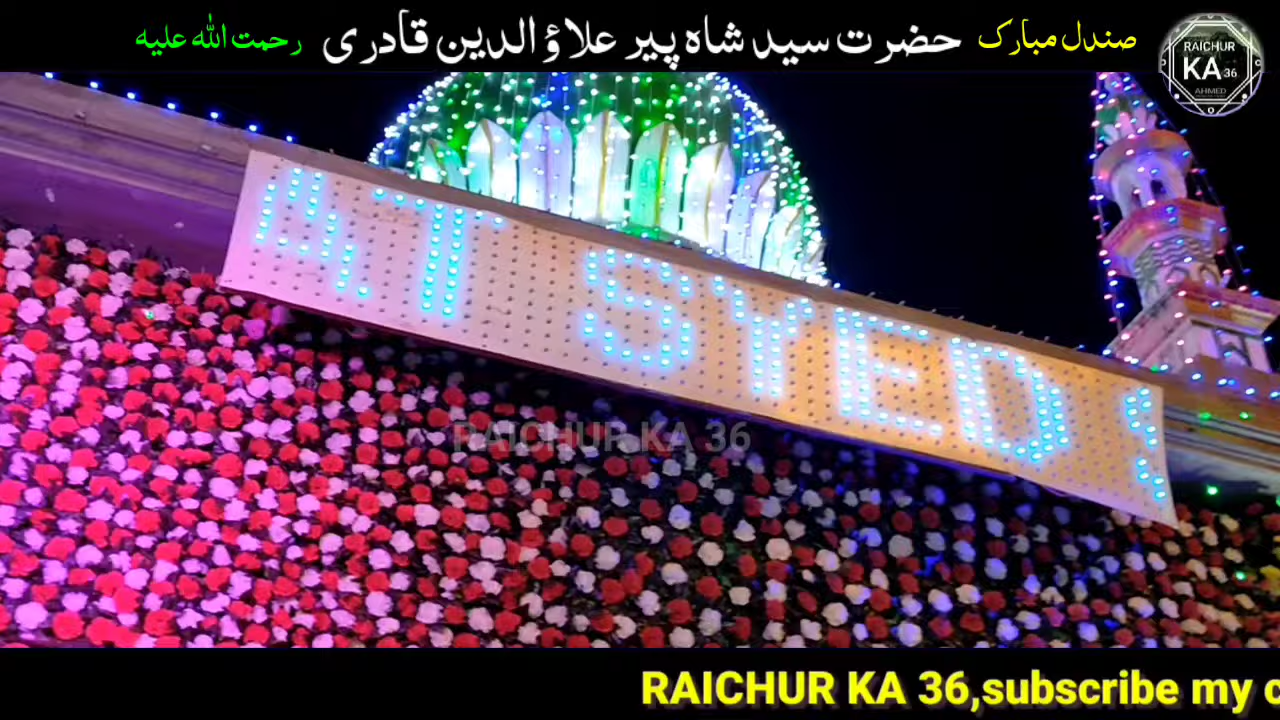 صندل مبارک حضرت سید شاہ پیر علاؤ الدین قادری رحمت اللہ علیہ
RAICHUR
KA 36
AHMED
T SYED
RAICHUR KA 36
RAICHUR KA 36,subscribe my